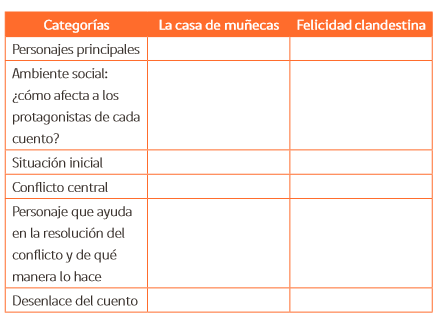 Categorías La casa de muñecas Felicidad clandestina
Personajes principales
Ambiente social:
¿cómo afecta a los
protagonistas de cada
cuento?
Situación inicial
Conflicto central
Personaje que ayuda
en la resolución del
conflicto y de qué
manera lo hace
Desenlace del cuento